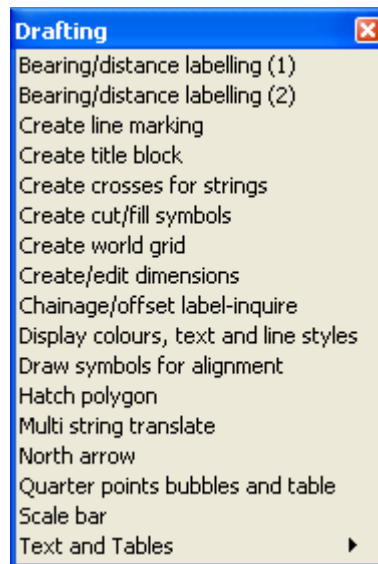 Drafting
Bearing/distance labelling (1)
Bearing/distance labelling (2)
Create line marking
Create title block
Create crosses for strings
Create cut/fill symbols
Create world grid
Create/edit dimensions
Chainage/offset label-inquire
Display colours, text and line styles
Draw symbols for alignment
Hatch polygon
Multi string translate
North arrow
Quarter points bubbles and table
Scale bar
Text and Tables